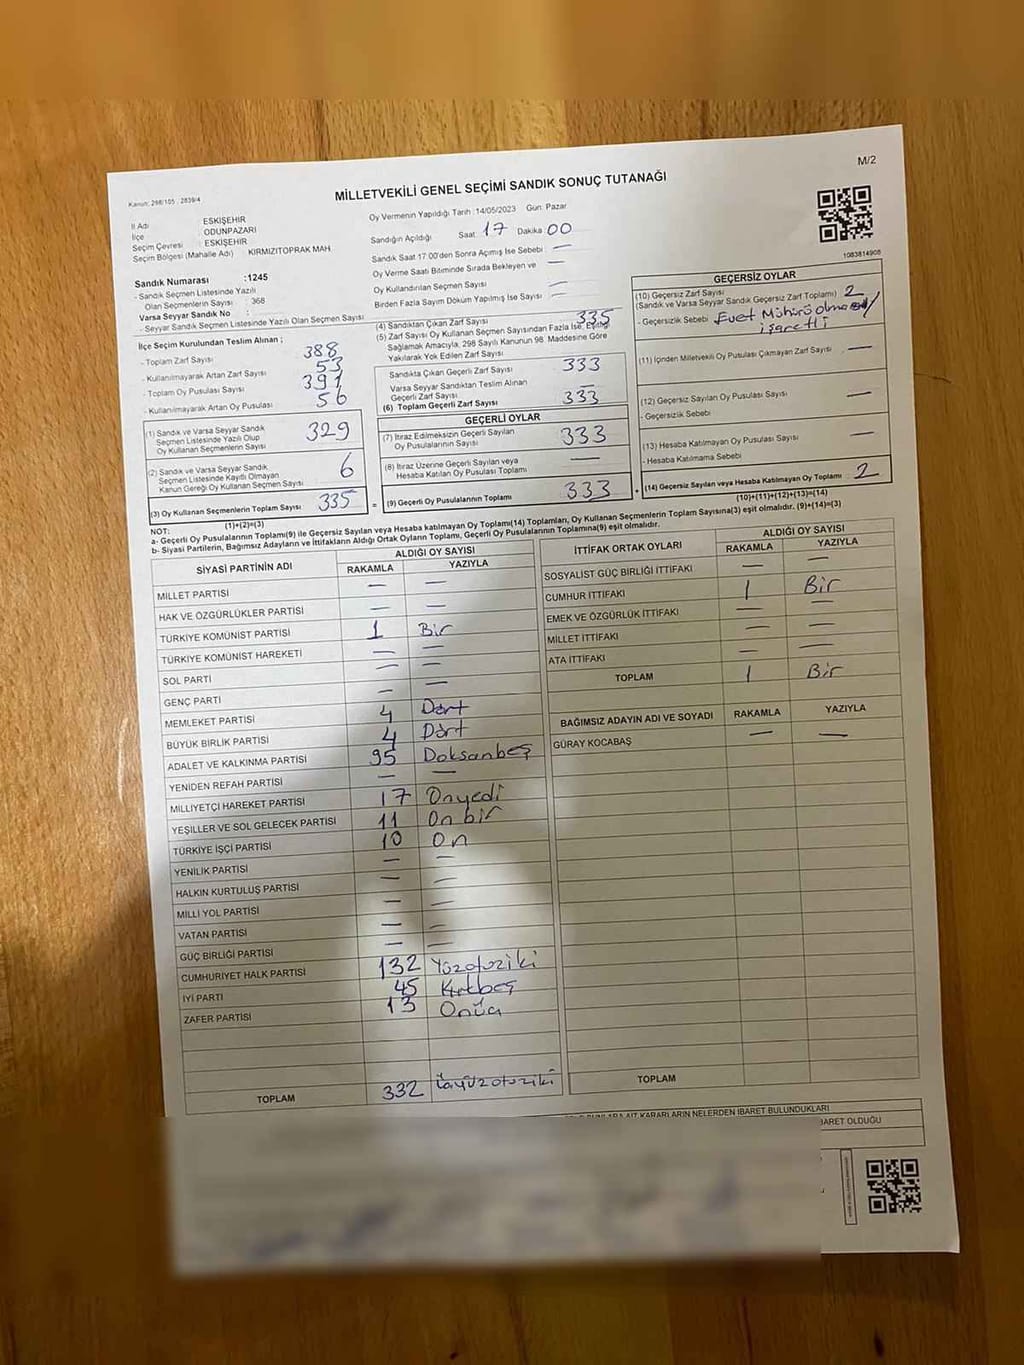 M/2
Kanun: 298/105 , 2839/4
MİLLETVEKİLİ GENEL SEÇİMİ SANDIK SONUÇ TUTANAĞI
İl Adı : ESKİŞEHİR
İlçe : ODUNPAZARI
Seçim Çevresi : ESKİŞEHİR
Seçim Bölgesi (Mahalle Adı) KIRMIZITOPRAK MAH.
Oy Vermenin Yapıldığı Tarih :14/05/2023 Gün: Pazar
Sandığın Açıldığı Saat 17 Dakika 00
Sandık Saat 17:00'den Sonra Açımış İse Sebebi : —
Oy Verme Saati Bitiminde Sırada Bekleyen ve —
Oy Kullandırılan Seçmen Sayısı —
Birden Fazla Sayım Döküm Yapılmış İse Sayısı : —
1083814908
Sandık Numarası :1245
- Sandık Seçmen Listesinde Yazılı
Olan Seçmenlerin Sayısı : 368
Varsa Seyyar Sandık No :
- Seyyar Sandık Seçmen Listesinde Yazılı Olan Seçmen Sayısı :
İlçe Seçim Kurulundan Teslim Alınan ;
- Toplam Zarf Sayısı 388
- Kullanılmayarak Artan Zarf Sayısı 53
- Toplam Oy Pusulası Sayısı 391
- Kullanılmayarak Artan Oy Pusulası 56
(1) Sandık ve Varsa Seyyar Sandık
Seçmen Listesinde Yazılı Olup
Oy Kullanan Seçmenlerin Sayısı 329
(2) Sandık ve Varsa Seyyar Sandık
Seçmen Listesinde Kayıtlı Olmayan
Kanun Gereği Oy Kullanan Seçmen Sayısı 6
(3) Oy Kullanan Seçmenlerin Toplam Sayısı 335
(1)+(2)=(3)
(4) Sandıktan Çıkan Zarf Sayısı 335
(5) Zarf Sayısı Oy Kullanan Seçmen Sayısından Fazla İse, Eşitliği
Sağlamak Amacıyla, 298 Sayılı Kanunun 98. Maddesine Göre
Yakılarak Yok Edilen Zarf Sayısı
Sandıkta Çıkan Geçerli Zarf Sayısı 333
Varsa Seyyar Sandıktan Teslim Alınan
Geçerli Zarf Sayısı —
(6) Toplam Geçerli Zarf Sayısı 333
GEÇERLİ OYLAR
(7) İtiraz Edilmeksizin Geçerli Sayılan
Oy Pusulalarının Sayısı 333
(8) İtiraz Üzerine Geçerli Sayılan veya
Hesaba Katılan Oy Pusulası Toplamı —
= (9) Geçerli Oy Pusulalarının Toplamı 333
GEÇERSİZ OYLAR
(10) Geçersiz Zarf Sayısı
(Sandık ve Varsa Seyyar Sandık Geçersiz Zarf Toplamı) 2
- Geçersizlik Sebebi : Evet Mühürü olma
işaretli
(11) İçinden Milletvekili Oy Pusulası Çıkmayan Zarf Sayısı —
(12) Geçersiz Sayılan Oy Pusulası Sayısı —
- Geçersizlik Sebebi
(13) Hesaba Katılmayan Oy Pusulası Sayısı —
- Hesaba Katılmama Sebebi
+ (14) Geçersiz Sayılan veya Hesaba Katılmayan Oy Toplamı 2
(10)+(11)+(12)+(13)=(14)
NOT:
a- Geçerli Oy Pusulalarının Toplamı(9) ile Geçersiz Sayılan veya Hesaba katılmayan Oy Toplamı(14) Toplamları, Oy Kullanan Seçmenlerin Toplam Sayısına(3) eşit olmalıdır. (9)+(14)=(3)
b- Siyasi Partilerin, Bağımsız Adayların ve İttifakların Aldığı Ortak Oyların Toplamı, Geçerli Oy Pusulalarının Toplamına(9) eşit olmalıdır.
SİYASİ PARTİNİN ADI ALDIĞI OY SAYISI
RAKAMLA YAZIYLA
MİLLET PARTİSİ — —
HAK VE ÖZGÜRLÜKLER PARTİSİ — —
TÜRKİYE KOMÜNİST PARTİSİ 1 Bir
TÜRKİYE KOMÜNİST HAREKETİ — —
SOL PARTİ — —
GENÇ PARTİ — —
MEMLEKET PARTİSİ 4 Dört
BÜYÜK BİRLİK PARTİSİ 4 Dört
ADALET VE KALKINMA PARTİSİ 95 Doksanbeş
YENİDEN REFAH PARTİSİ — —
MİLLİYETÇİ HAREKET PARTİSİ 17 Onyedi
YEŞİLLER VE SOL GELECEK PARTİSİ 11 On bir
TÜRKİYE İŞÇİ PARTİSİ 10 On
YENİLİK PARTİSİ — —
HALKIN KURTULUŞ PARTİSİ — —
MİLLİ YOL PARTİSİ — —
VATAN PARTİSİ — —
GÜÇ BİRLİĞİ PARTİSİ — —
CUMHURİYET HALK PARTİSİ 132 Yüzotuziki
İYİ PARTİ 45 Kırkbeş
ZAFER PARTİSİ 13 Onüç
TOPLAM 332 Üçyüzotuziki
İTTİFAK ORTAK OYLARI ALDIĞI OY SAYISI
RAKAMLA YAZIYLA
SOSYALİST GÜÇ BİRLİĞİ İTTİFAKI — —
CUMHUR İTTİFAKI 1 Bir
EMEK VE ÖZGÜRLÜK İTTİFAKI — —
MİLLET İTTİFAKI — —
ATA İTTİFAKI — —
TOPLAM 1 Bir
BAĞIMSIZ ADAYIN ADI VE SOYADI RAKAMLA YAZIYLA
GÜRAY KOCABAŞ — —
TOPLAM
KARARLARIN NELERDEN İBARET BULUNDUKLARI
İBARET OLDUĞU